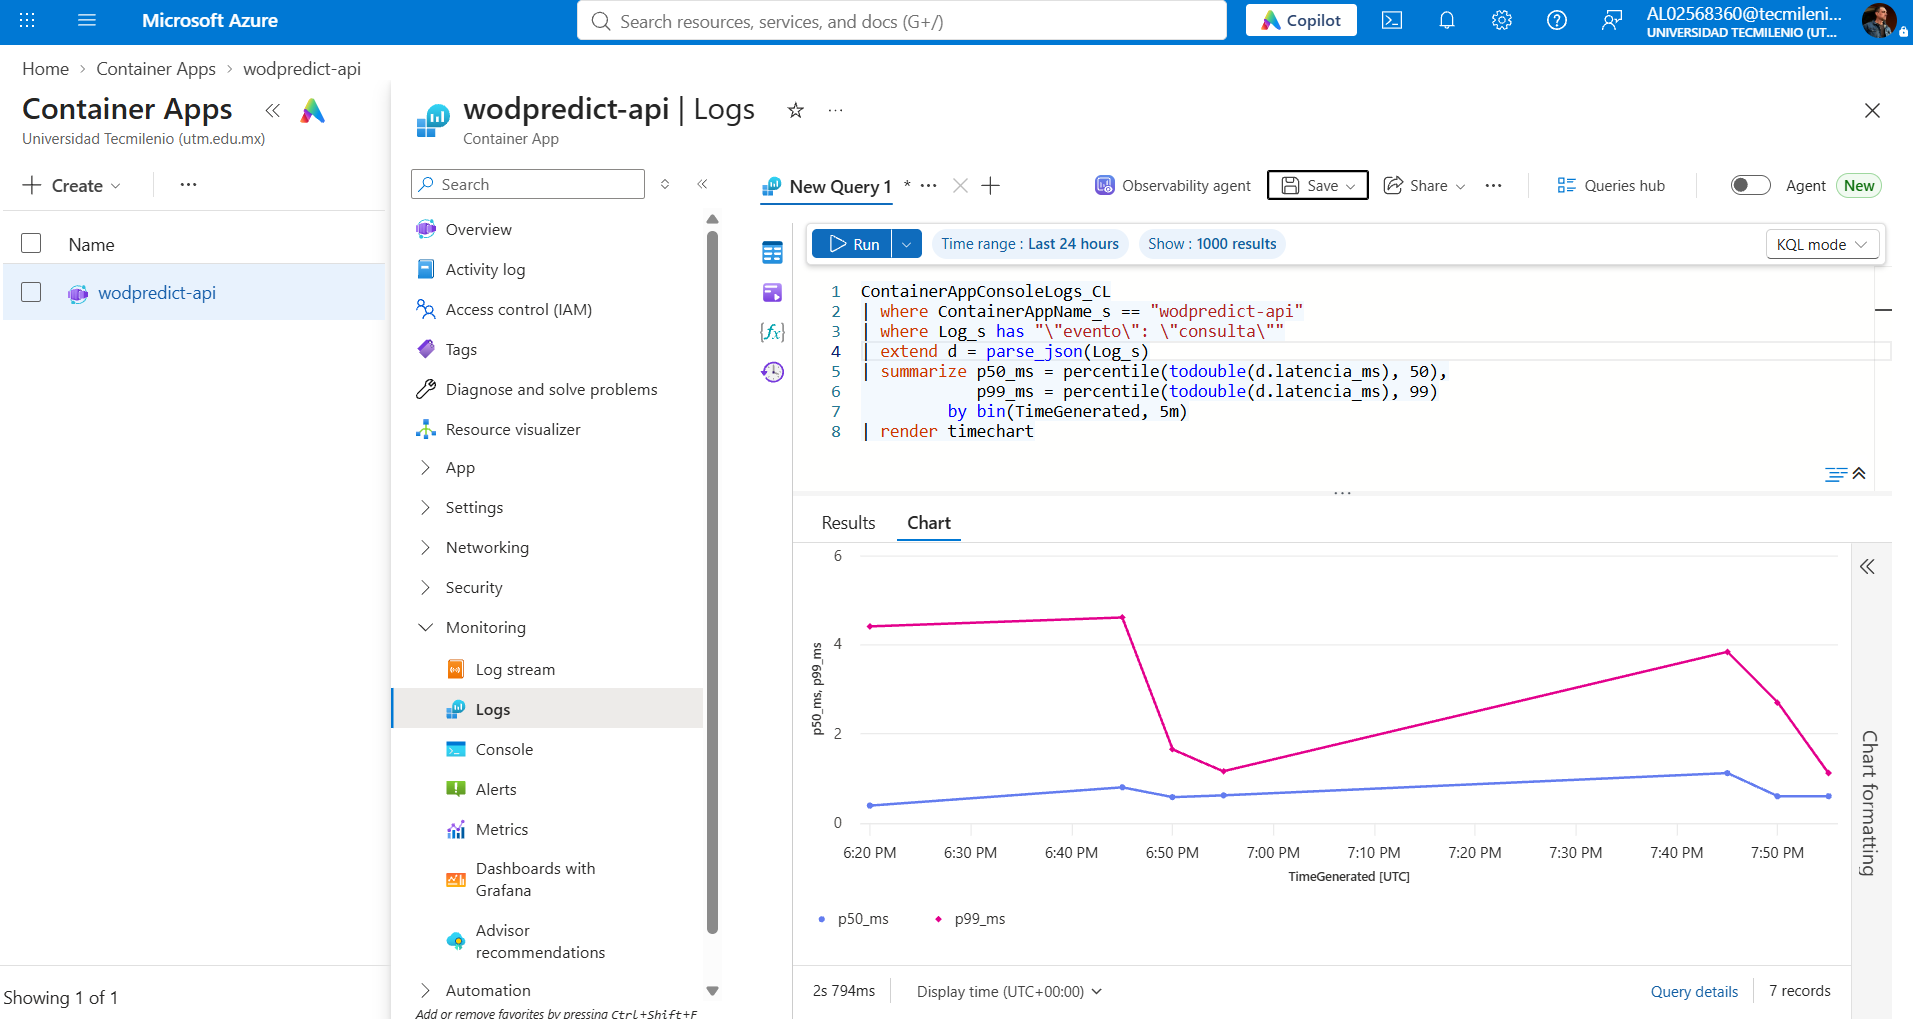 Microsoft Azure
Search resources, services, and docs (G+/)
Copilot
AL02568360@tecmileni...
UNIVERSIDAD TECMILENIO (UT...
Home > Container Apps > wodpredict-api
Container Apps
Universidad Tecmilenio (utm.edu.mx)
Create
Name
wodpredict-api
Showing 1 of 1
wodpredict-api | Logs
Container App
Search
Overview
Activity log
Access control (IAM)
Tags
Diagnose and solve problems
Resource visualizer
App
Settings
Networking
Security
Monitoring
Log stream
Logs
Console
Alerts
Metrics
Dashboards with
Grafana
Advisor
recommendations
Automation
Add or remove favorites by pressing Ctrl+Shift+F
New Query 1 *
Observability agent
Save
Share
Queries hub
Agent
New
Run
Time range : Last 24 hours
Show : 1000 results
KQL mode
1 ContainerAppConsoleLogs_CL
2 | where ContainerAppName_s == "wodpredict-api"
3 | where Log_s has "\"evento\": \"consulta\""
4 | extend d = parse_json(Log_s)
5 | summarize p50_ms = percentile(todouble(d.latencia_ms), 50),
6 p99_ms = percentile(todouble(d.latencia_ms), 99)
7 by bin(TimeGenerated, 5m)
8 | render timechart
Results
Chart
6
4
2
0
p50_ms, p99_ms
6:20 PM
6:30 PM
6:40 PM
6:50 PM
7:00 PM
7:10 PM
7:20 PM
7:30 PM
7:40 PM
7:50 PM
TimeGenerated [UTC]
p50_ms
p99_ms
Chart formatting
2s 794ms
Display time (UTC+00:00)
Query details
7 records